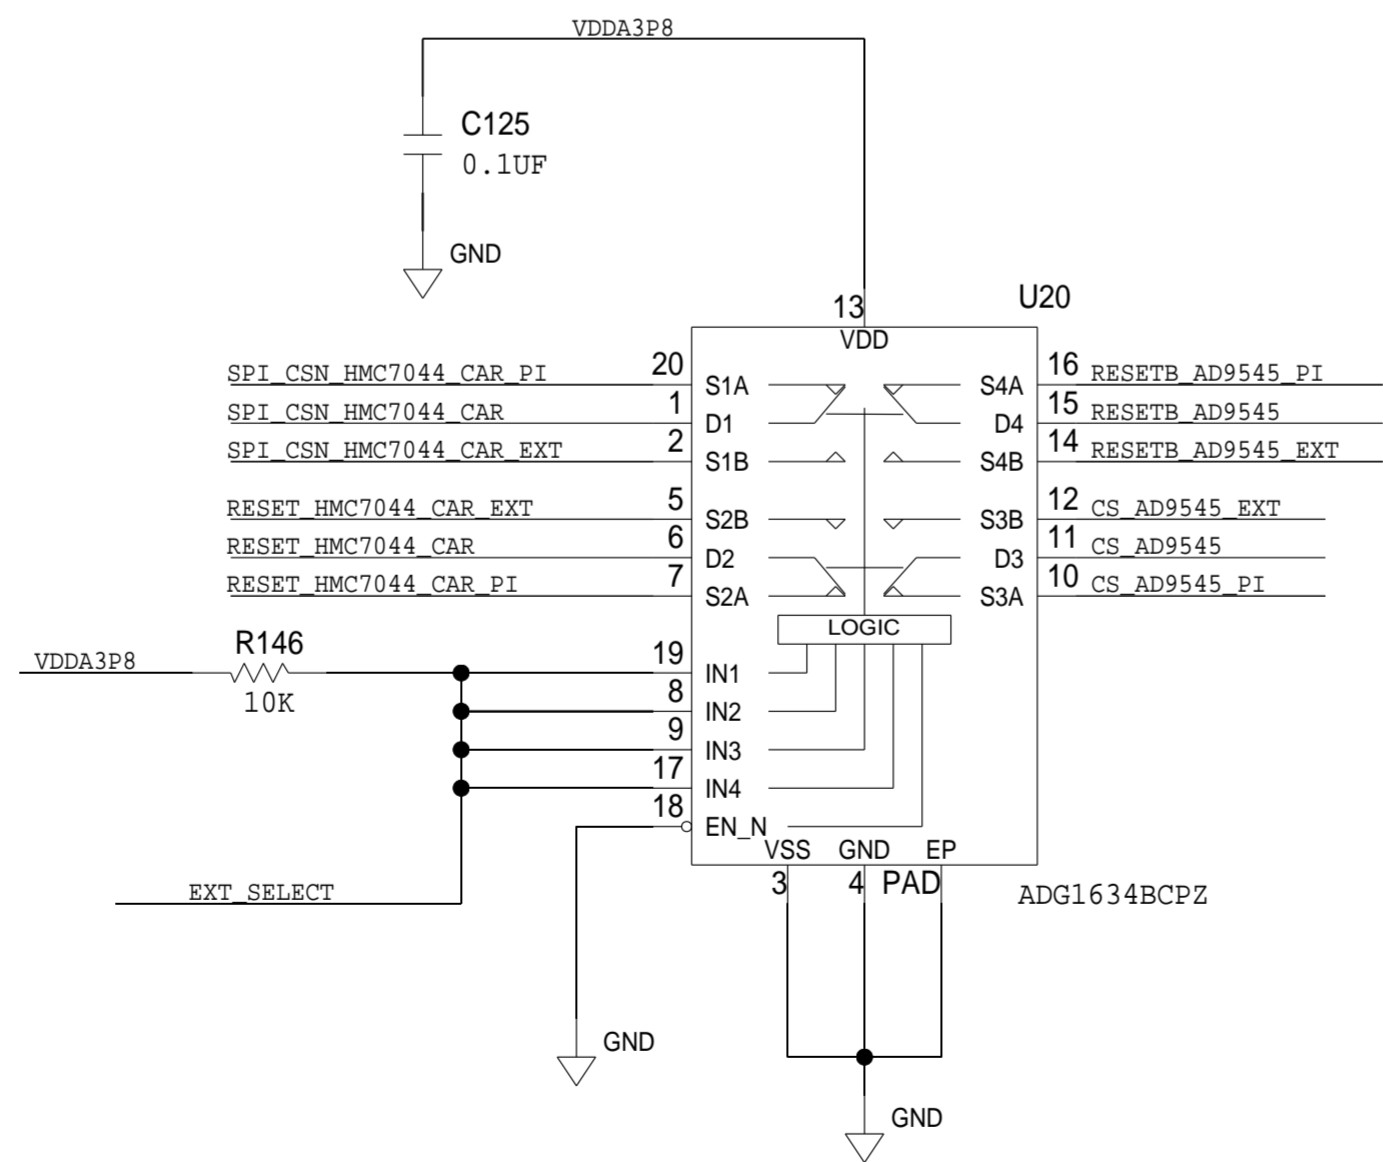 VDDA3P8
C125
0.1UF
GND
U20
13
VDD
SPI_CSN_HMC7044_CAR_PI 20 S1A S4A 16 RESETB_AD9545_PI
SPI_CSN_HMC7044_CAR 1 D1 D4 15 RESETB_AD9545
SPI_CSN_HMC7044_CAR_EXT 2 S1B S4B 14 RESETB_AD9545_EXT
RESET_HMC7044_CAR_EXT 5 S2B S3B 12 CS_AD9545_EXT
RESET_HMC7044_CAR 6 D2 D3 11 CS_AD9545
RESET_HMC7044_CAR_PI 7 S2A S3A 10 CS_AD9545_PI
LOGIC
R146
VDDA3P8 19 IN1
10K
8 IN2
9 IN3
17 IN4
18 EN_N
VSS GND EP
3 4 PAD
EXT_SELECT
ADG1634BCPZ
GND
GND